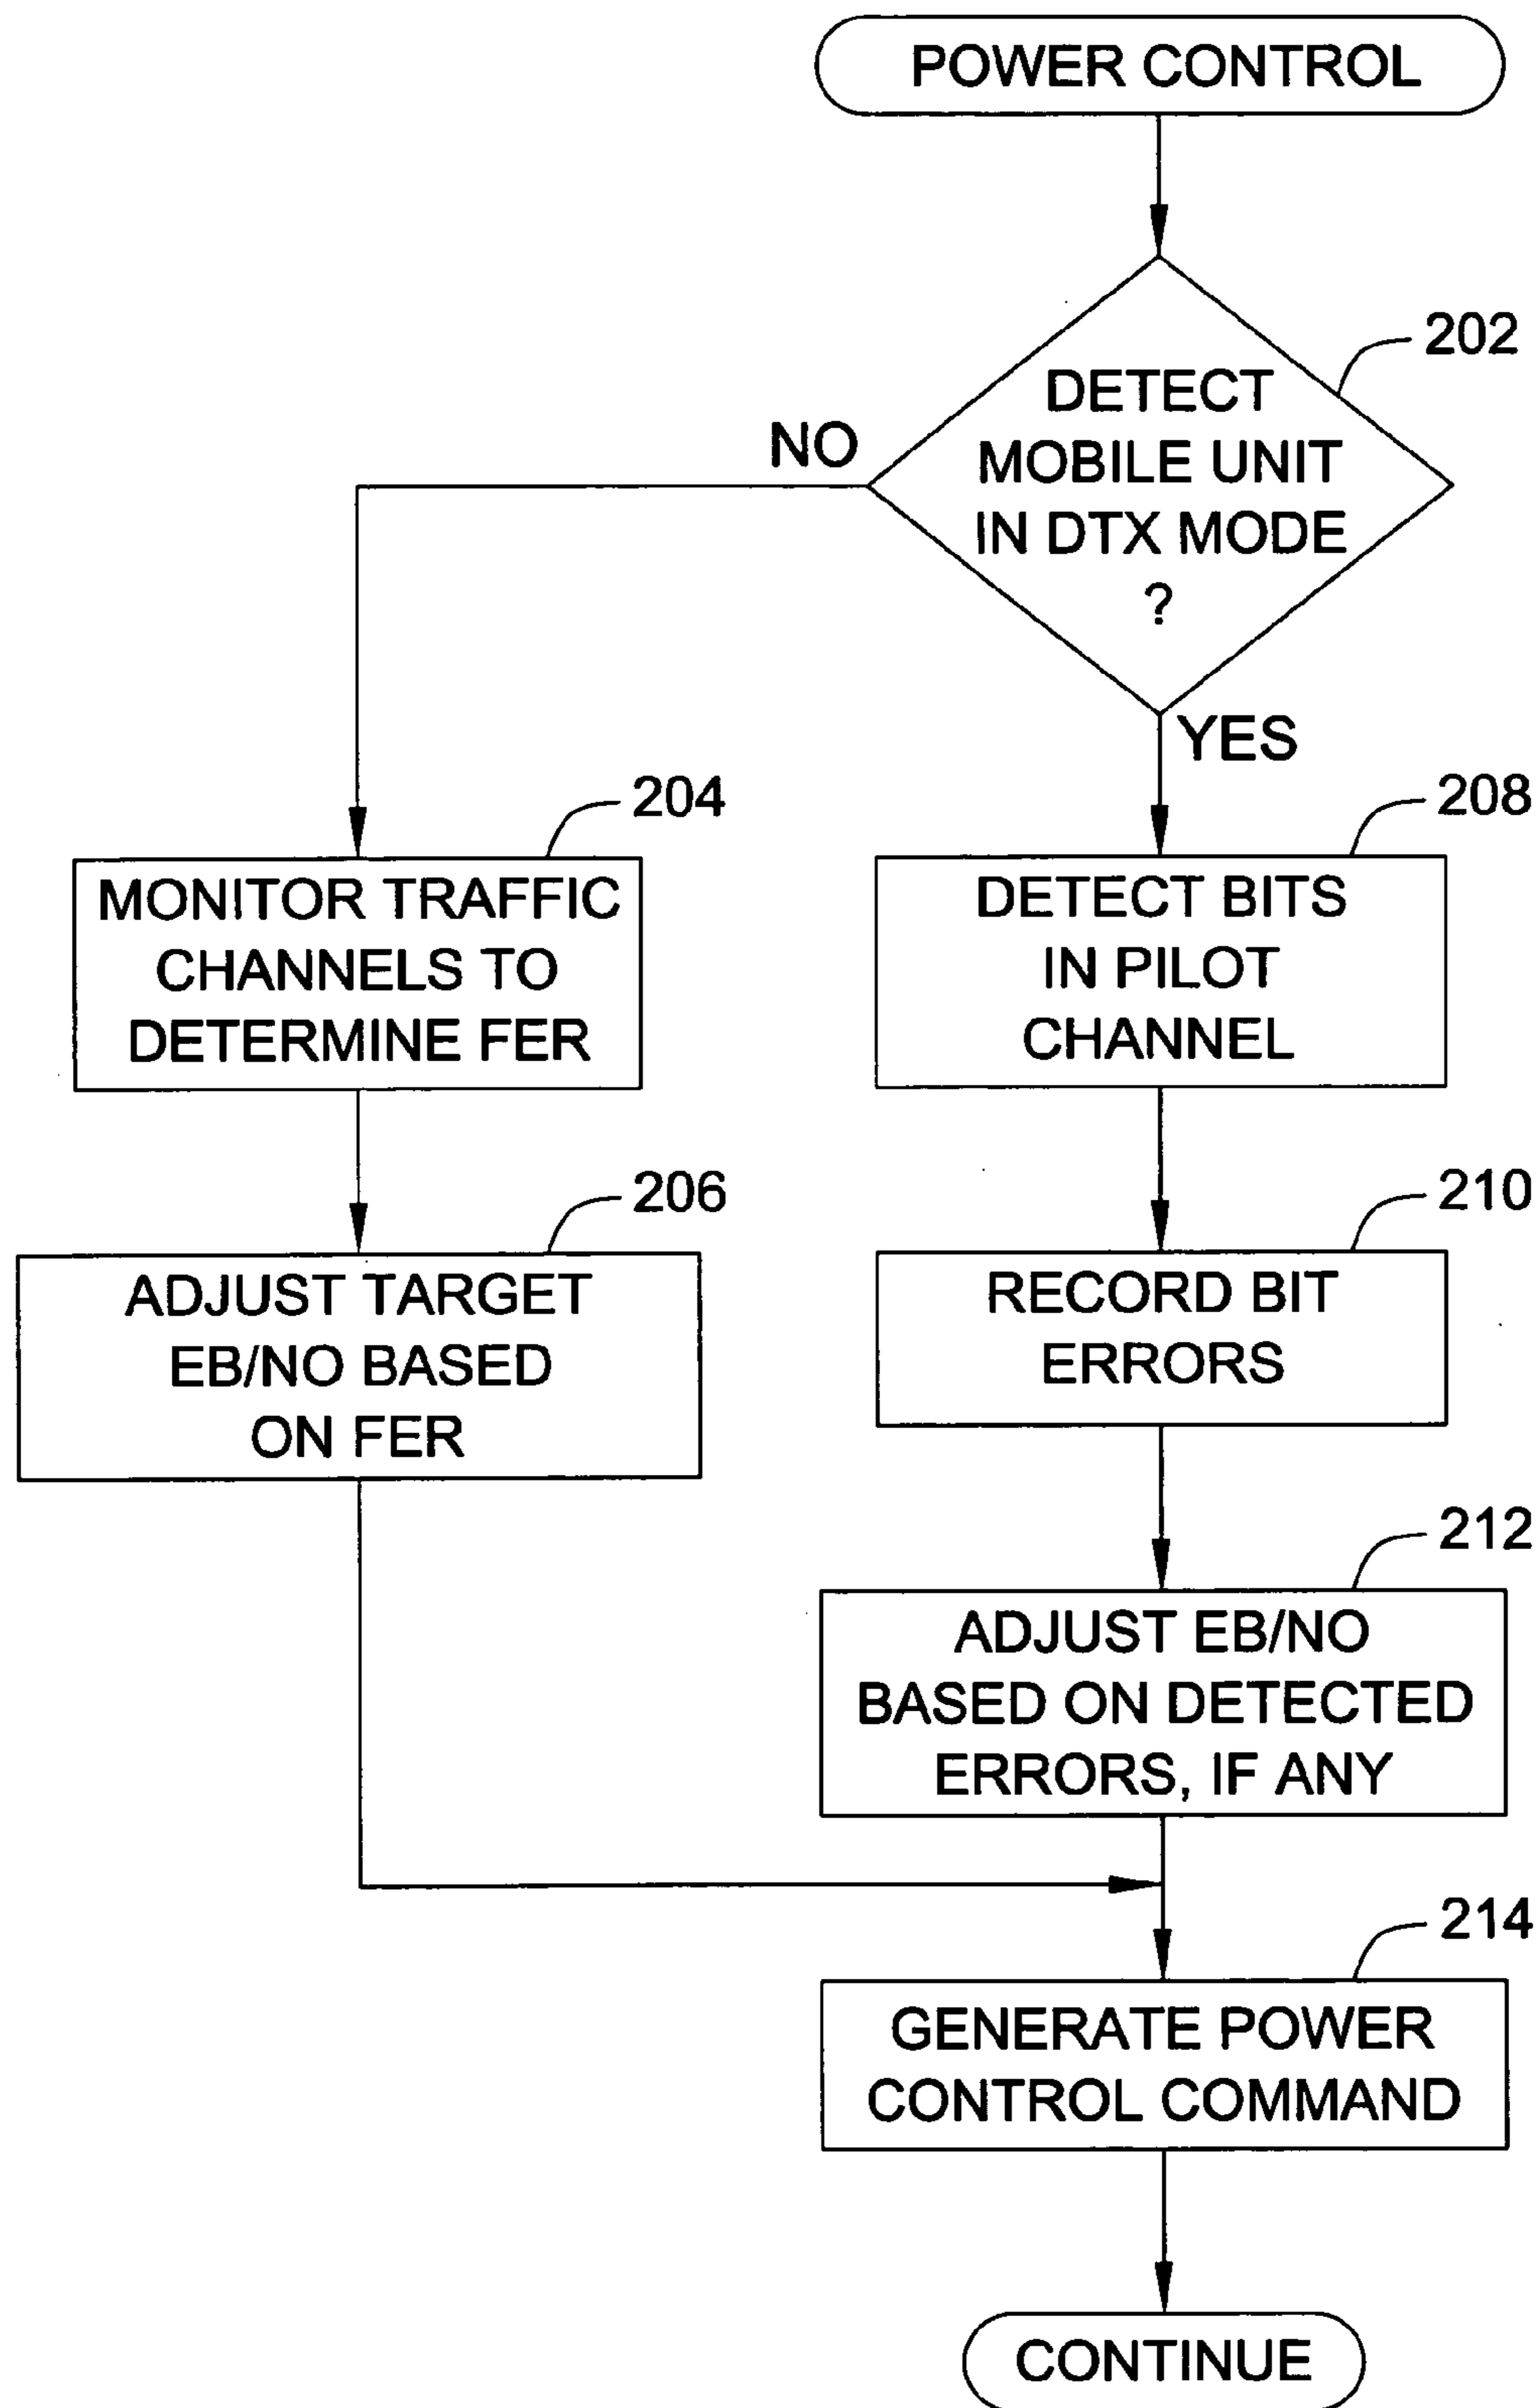 POWER CONTROL
202
DETECT
MOBILE UNIT
IN DTX MODE
?
NO
YES
204
MONITOR TRAFFIC
CHANNELS TO
DETERMINE FER
206
ADJUST TARGET
EB/NO BASED
ON FER
208
DETECT BITS
IN PILOT
CHANNEL
210
RECORD BIT
ERRORS
212
ADJUST EB/NO
BASED ON DETECTED
ERRORS, IF ANY
214
GENERATE POWER
CONTROL COMMAND
CONTINUE